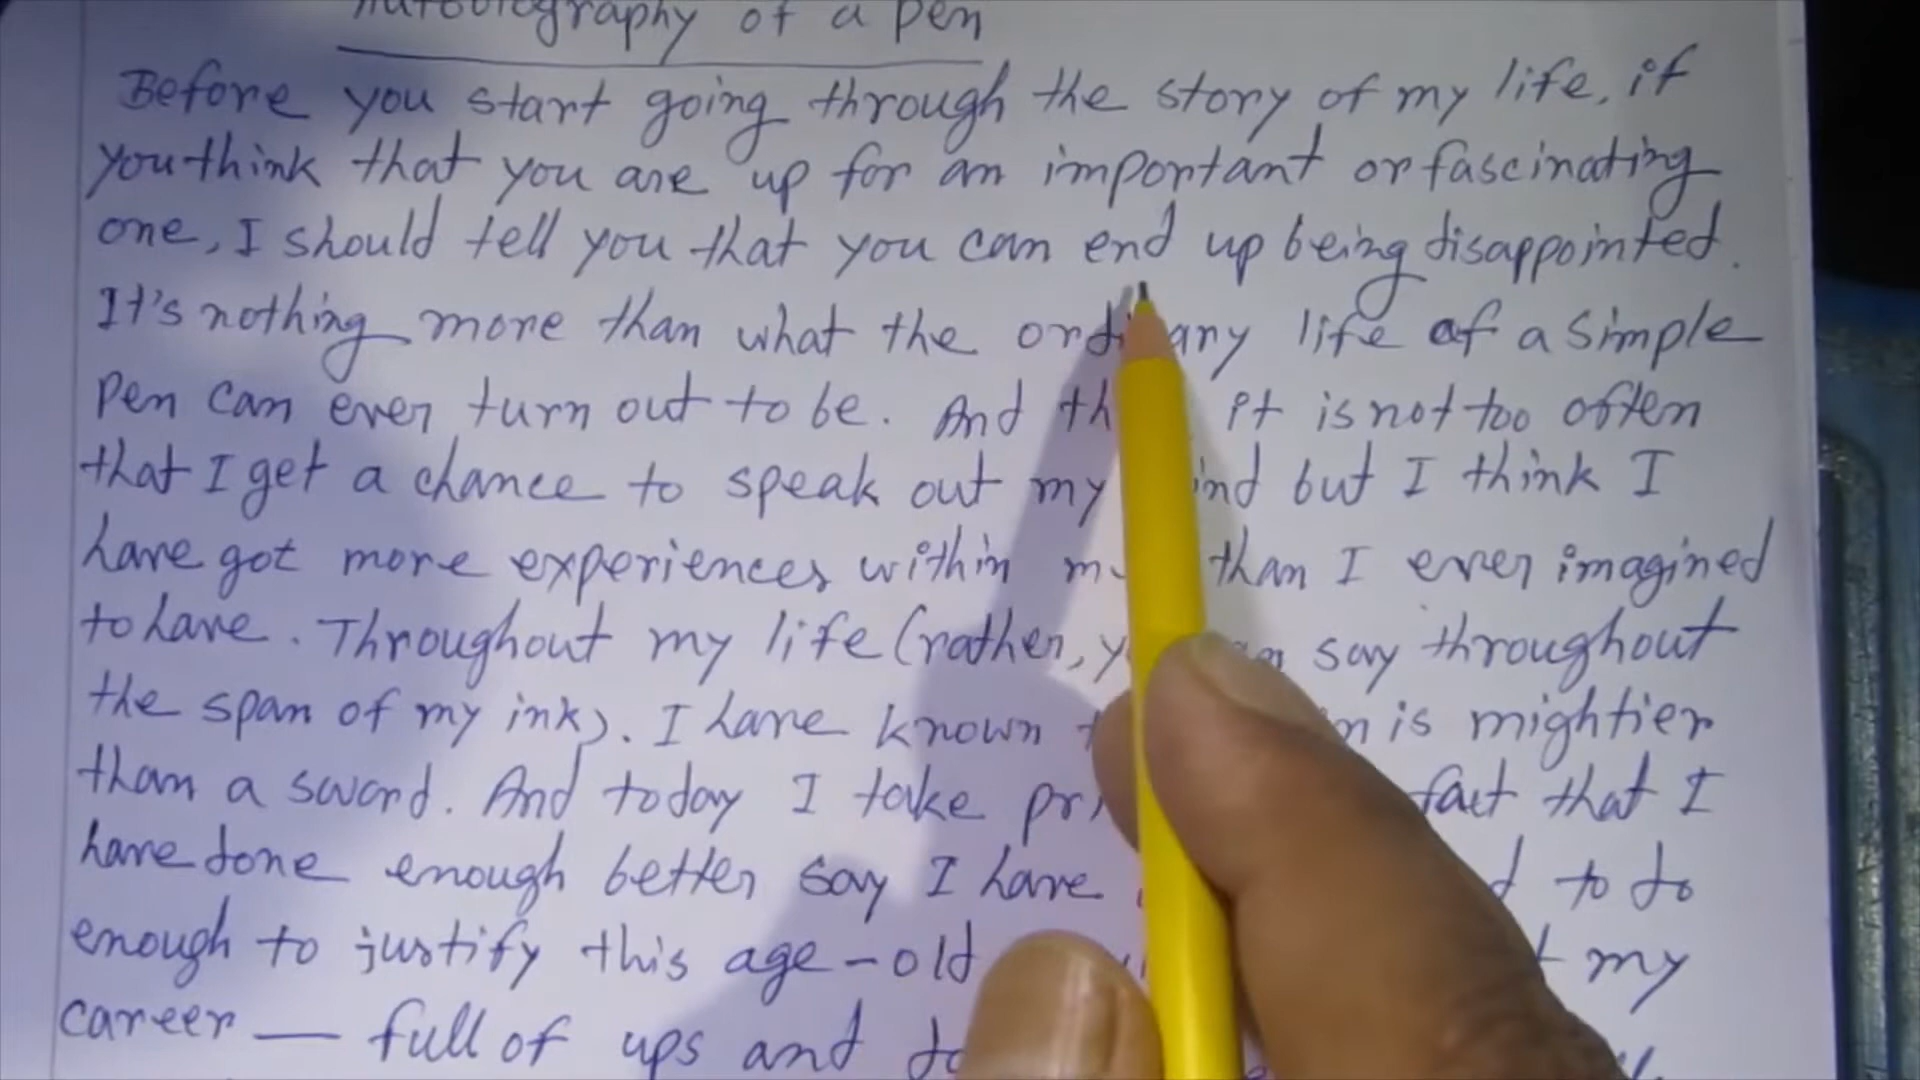 Autobiography of a Pen
Before you start going through the story of my life, if
you think that you are up for an important or fascinating
one, I should tell you that you can end up being disappointed.
It's nothing more than what the ordinary life of a simple
Pen can ever turn out to be. And it is not too often
that I get a chance to speak out my mind but I think I
have got more experiences within than I ever imagined
to have. Throughout my life (rather, say throughout
the span of my ink). I have known is mightier
than a sword. And today I take fact that I
have done enough better say I have to do
enough to justify this age-old my
career — full of ups and